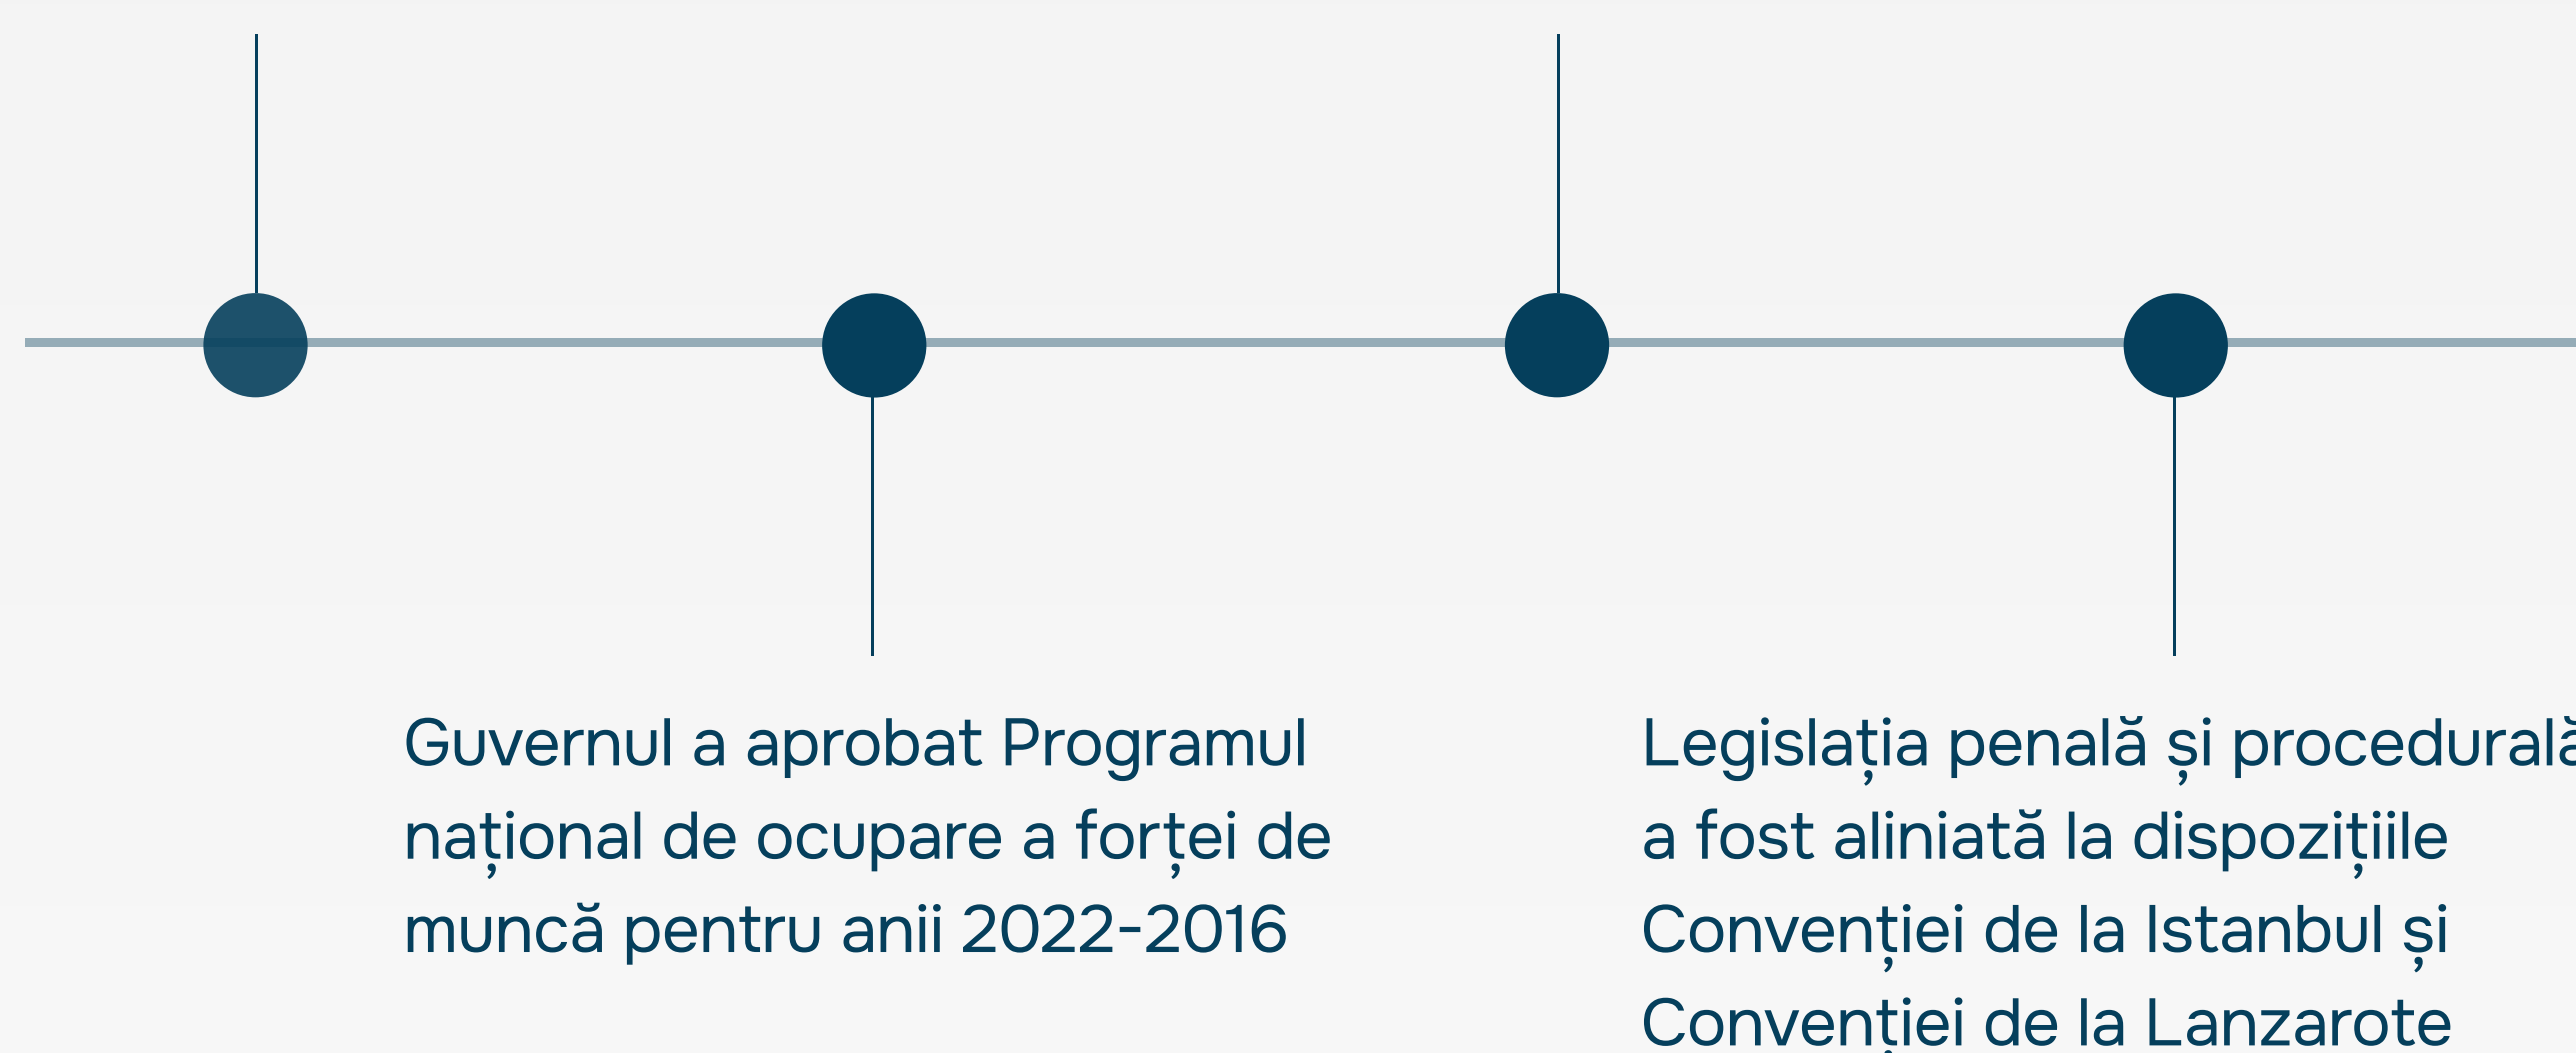 Guvernul a aprobat Programul
național de ocupare a forței de
muncă pentru anii 2022-2016
Legislația penală și procedurală
a fost aliniată la dispozițiile
Convenției de la Istanbul și
Convenției de la Lanzarote